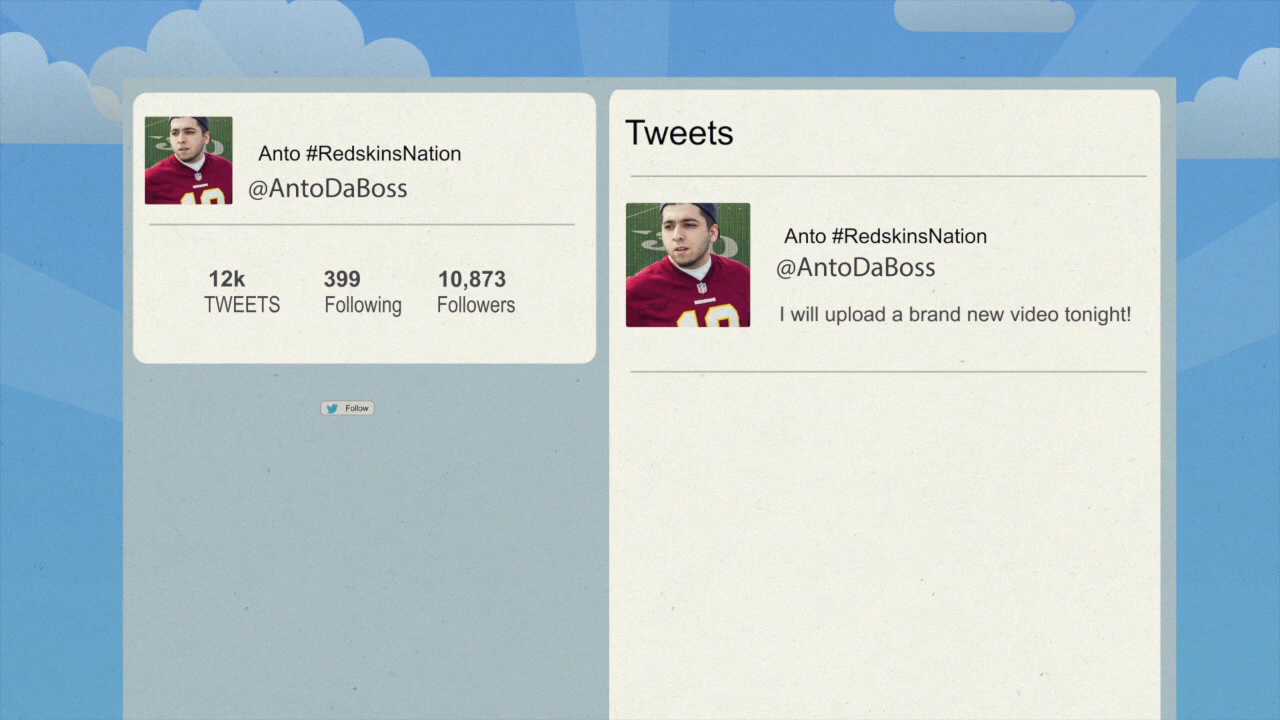 Anto #RedskinsNation
@AntoDaBoss
12k 399 10,873
TWEETS Following Followers
Follow
Tweets
Anto #RedskinsNation
@AntoDaBoss
I will upload a brand new video tonight!